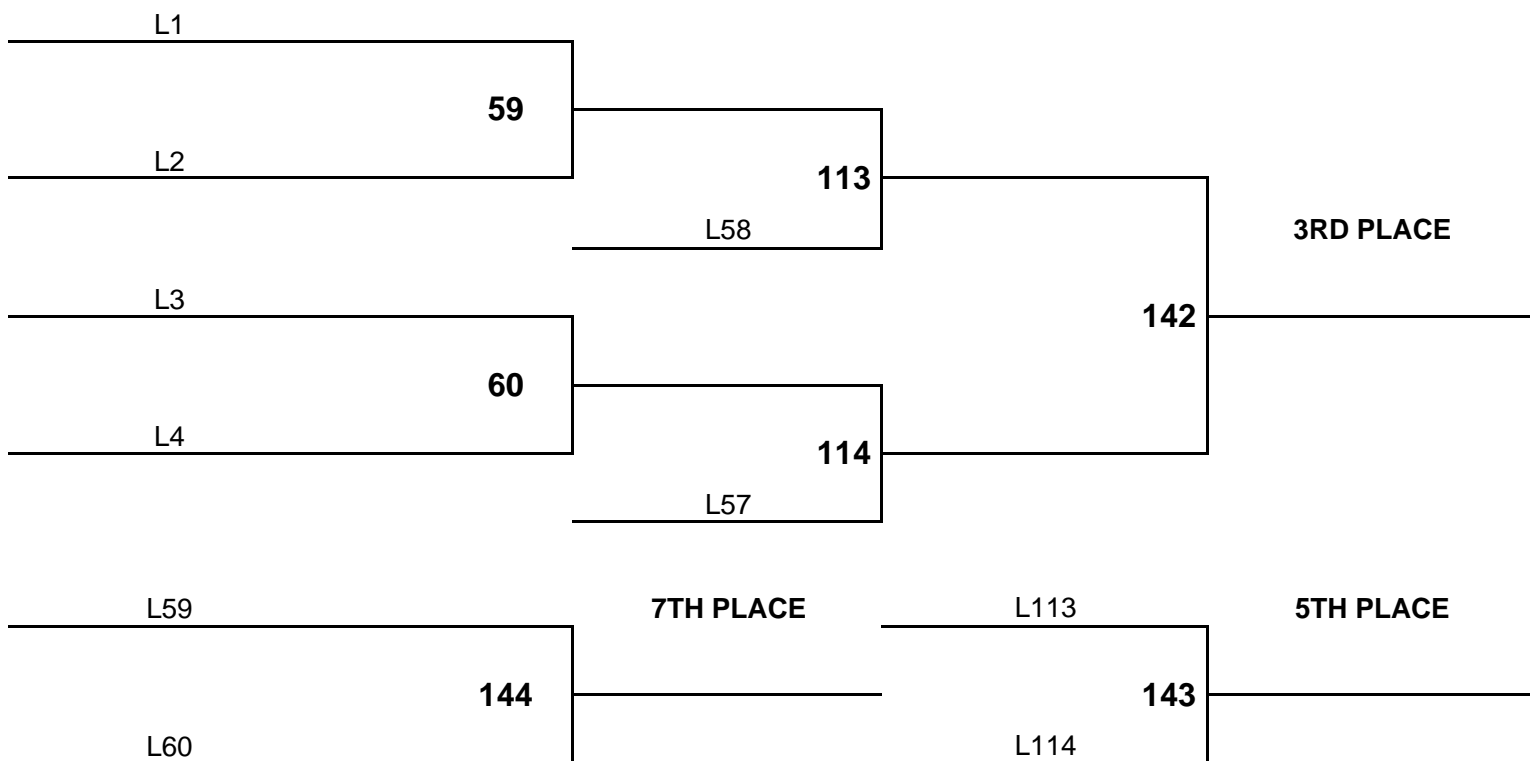 L1
59
L2
113
L58
3RD PLACE
L3
142
60
L4
114
L57
L59
7TH PLACE
L113
5TH PLACE
144
143
L60
L114